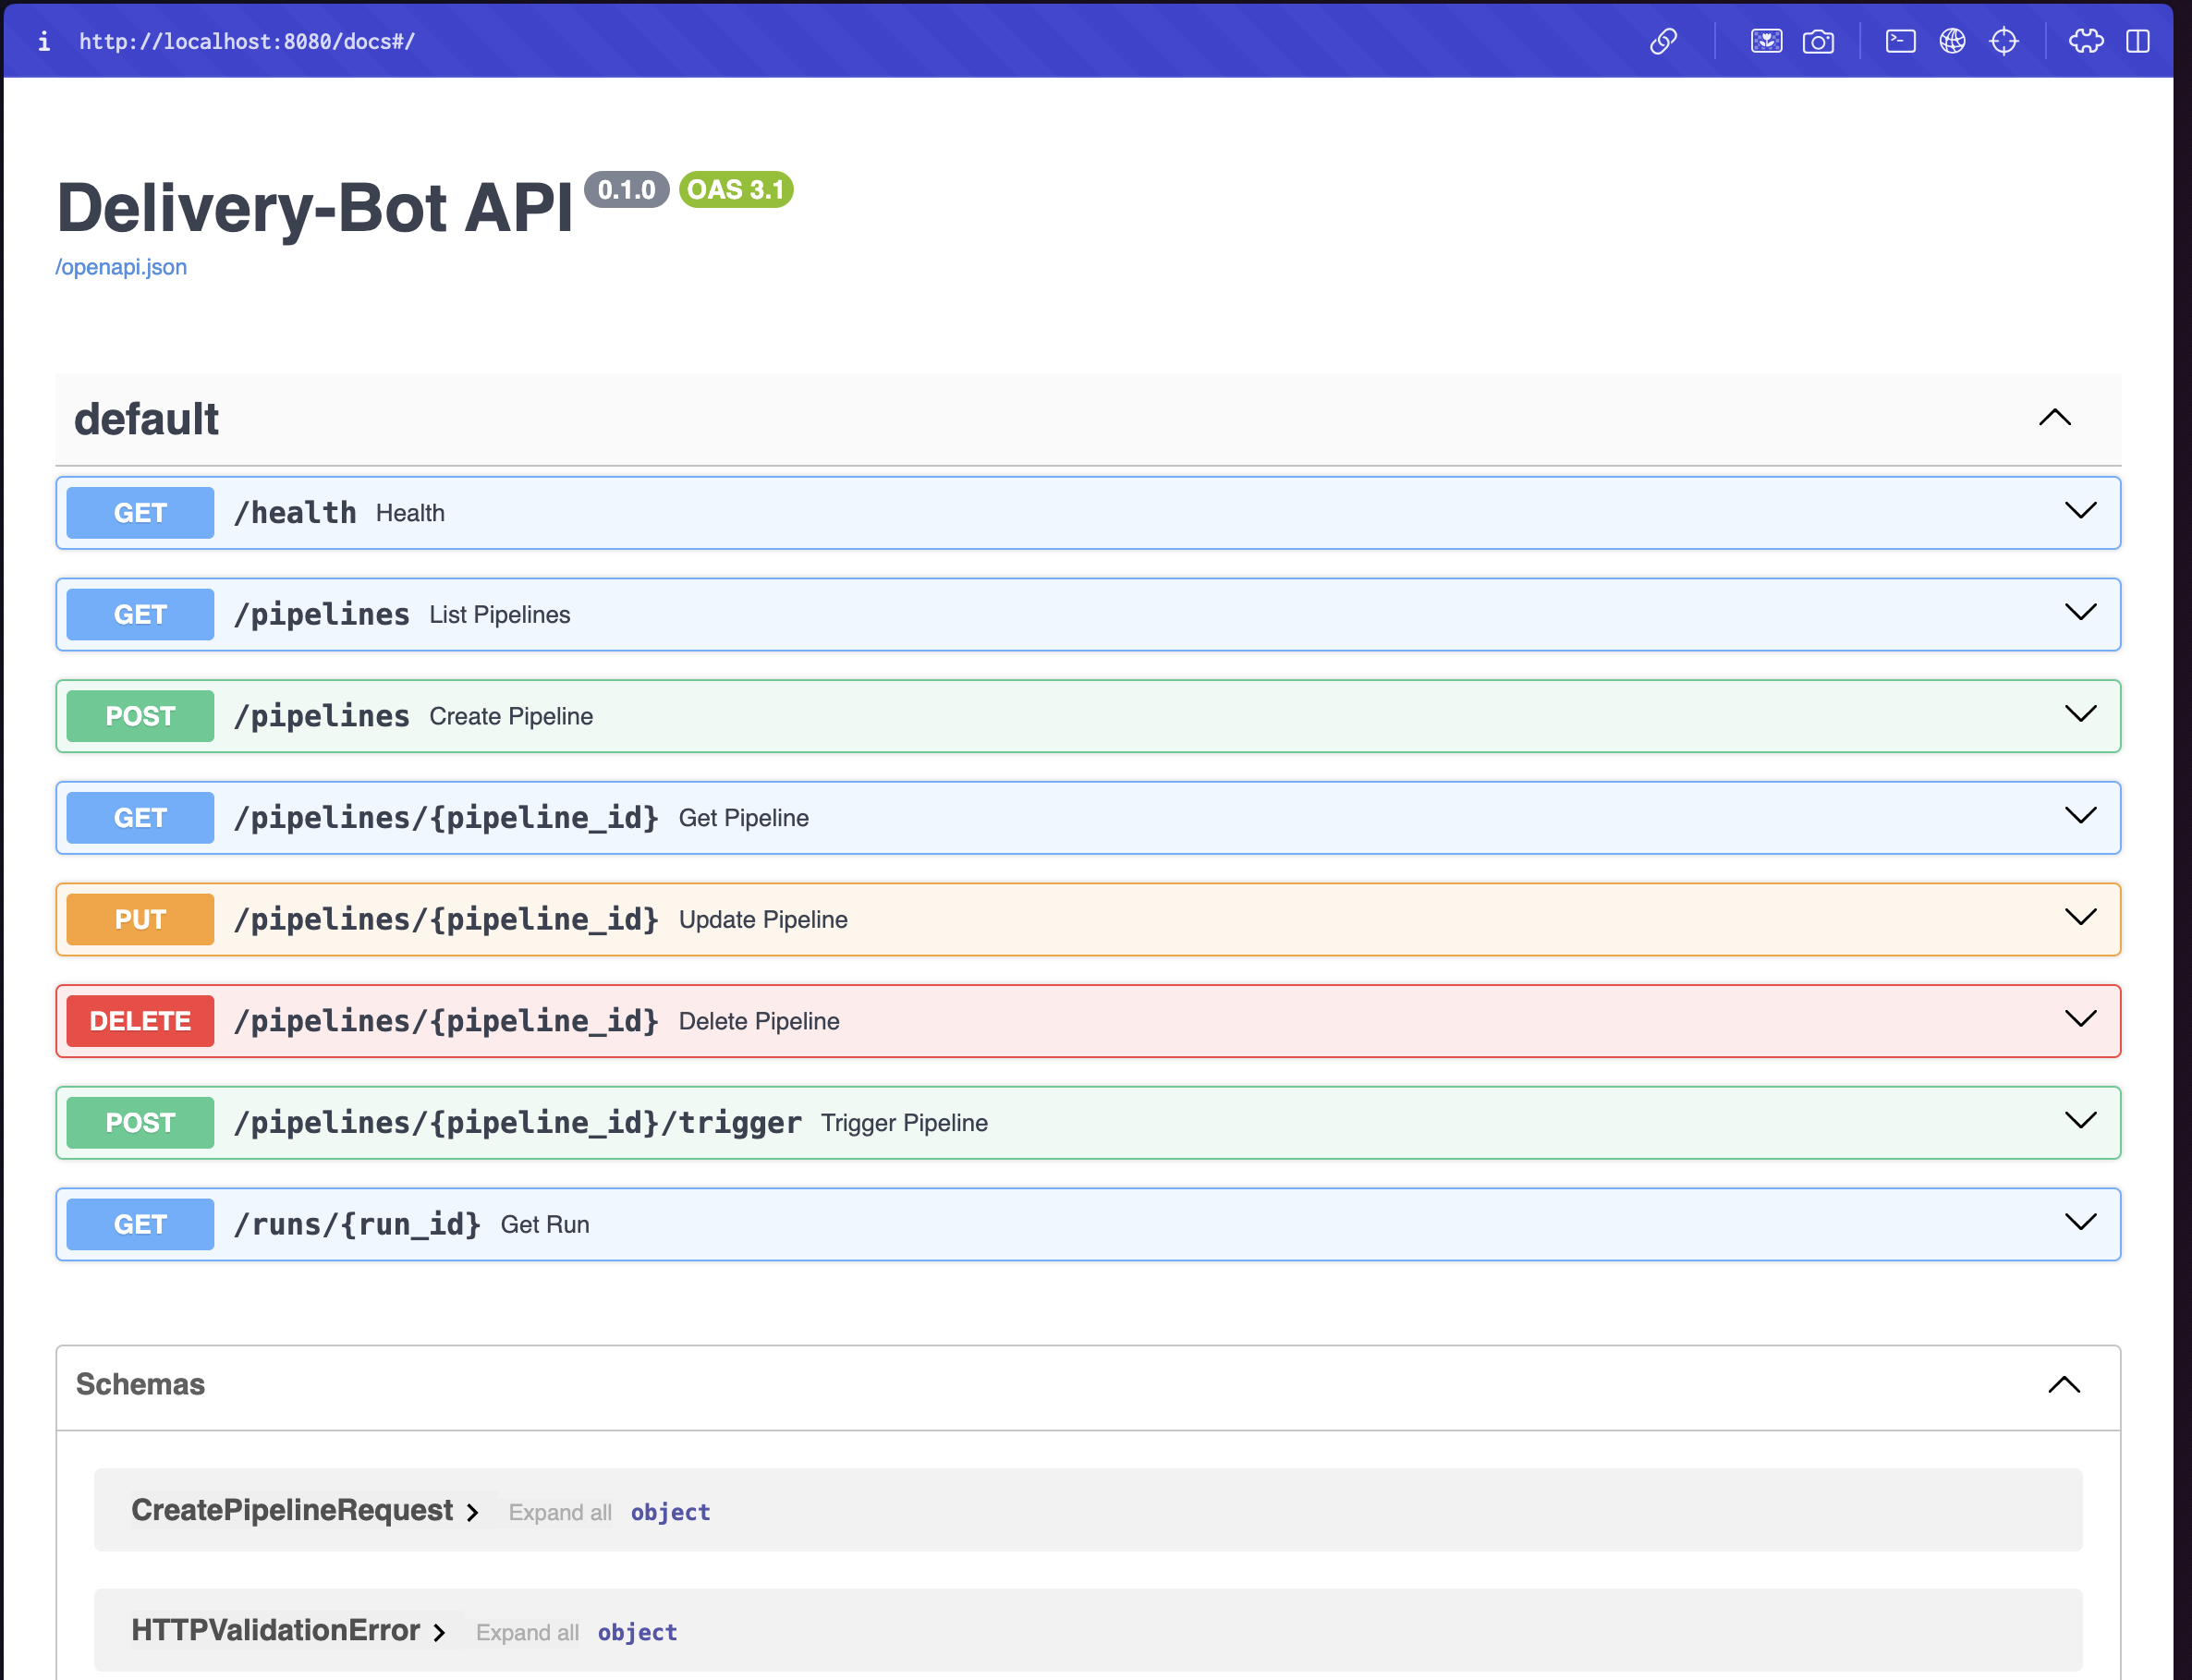 i http://localhost:8080/docs#/
Delivery-Bot API 0.1.0 OAS 3.1
/openapi.json
default
GET /health Health
GET /pipelines List Pipelines
POST /pipelines Create Pipeline
GET /pipelines/{pipeline_id} Get Pipeline
PUT /pipelines/{pipeline_id} Update Pipeline
DELETE /pipelines/{pipeline_id} Delete Pipeline
POST /pipelines/{pipeline_id}/trigger Trigger Pipeline
GET /runs/{run_id} Get Run
Schemas
CreatePipelineRequest Expand all object
HTTPValidationError Expand all object